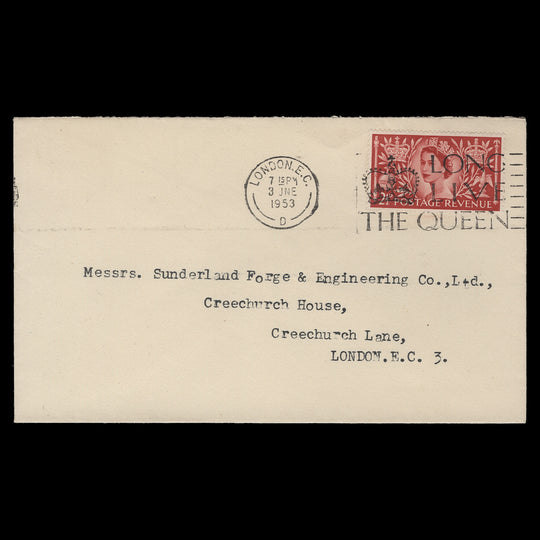 LONDON.E.C.
7 15PM
3 JNE
1953
D
LONG
LIVE
THE QUEEN
POSTAGE REVENUE
Messrs. Sunderland Forge & Engineering Co.,Ltd.,
Creechurch House,
Creechurch Lane,
LONDON.E.C. 3.